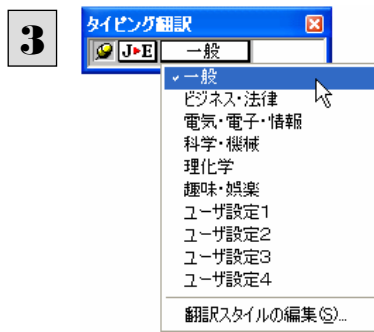 3
タイピング翻訳
J▶E 一般
✓一般
ビジネス・法律
電気・電子・情報
科学・機械
理化学
趣味・娯楽
ユーザ設定1
ユーザ設定2
ユーザ設定3
ユーザ設定4
翻訳スタイルの編集(S)...